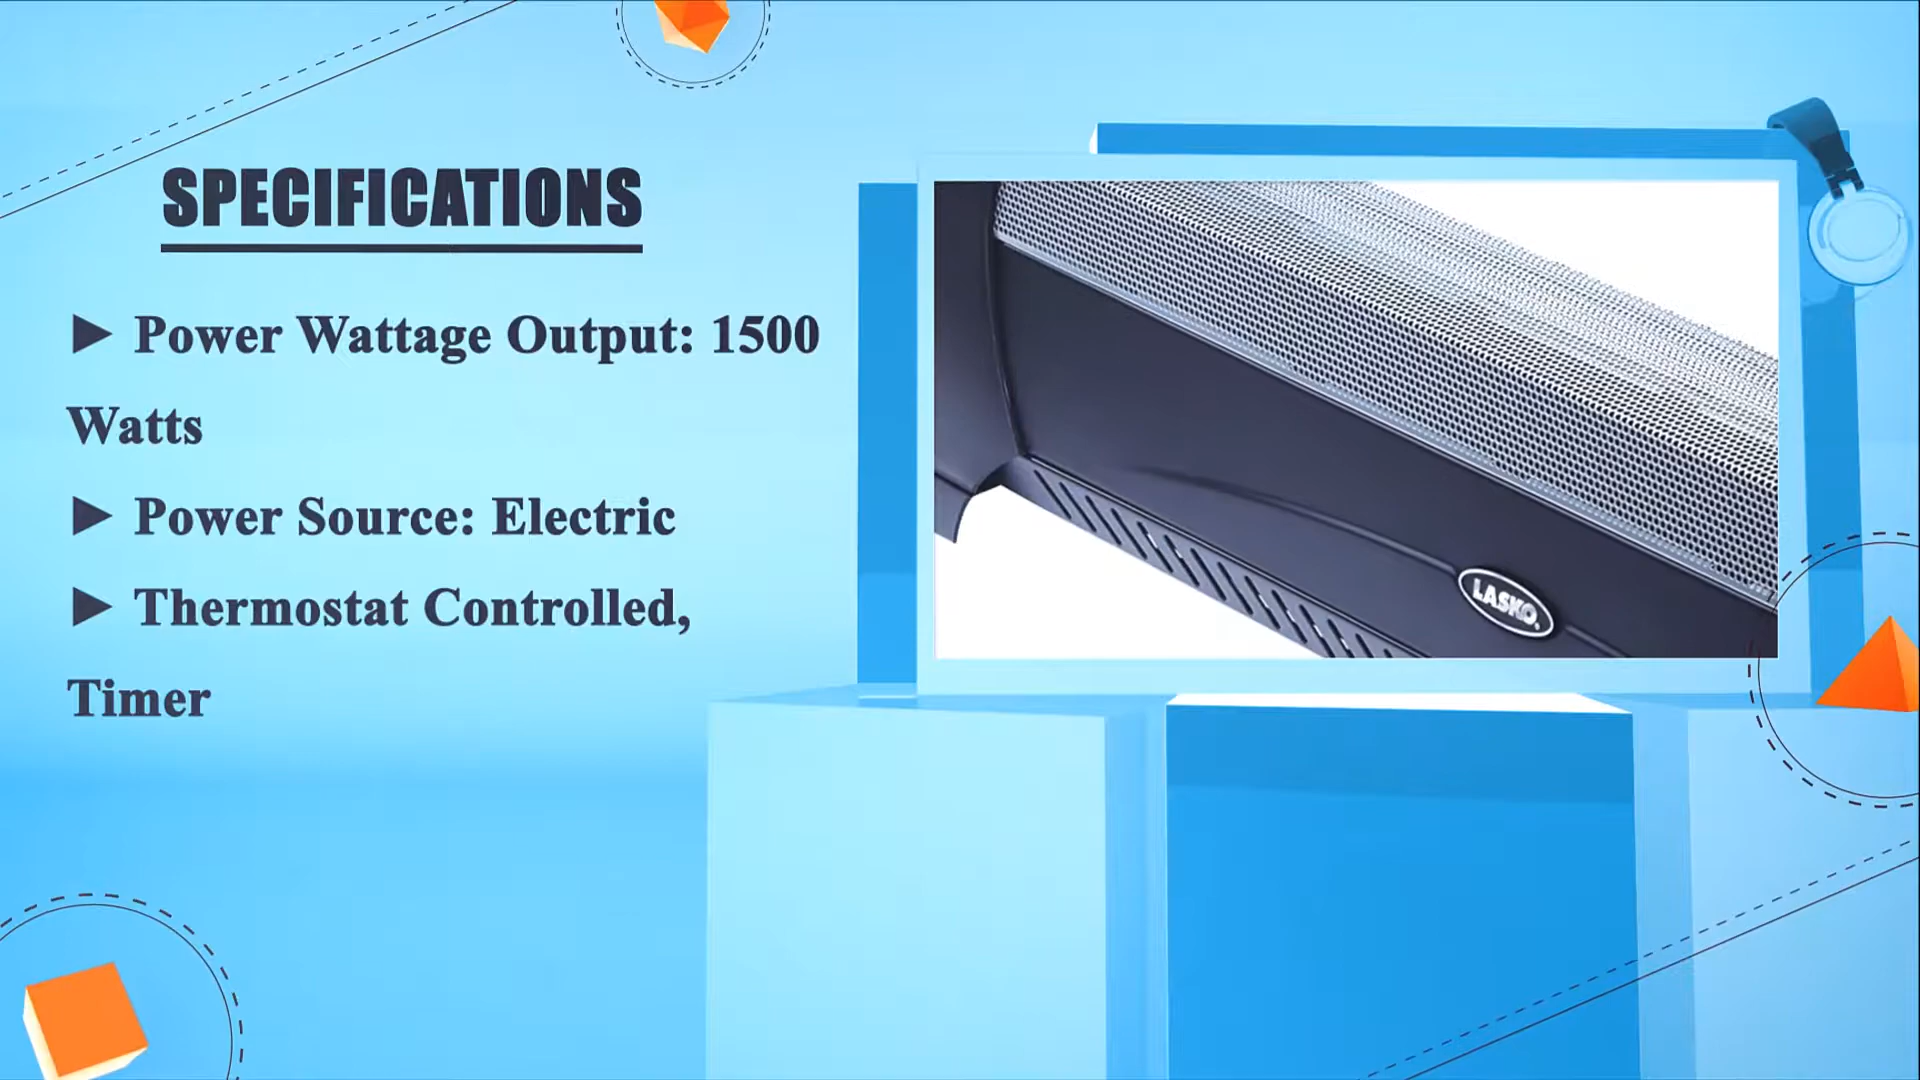 SPECIFICATIONS
► Power Wattage Output: 1500
Watts
► Power Source: Electric
► Thermostat Controlled,
Timer
LASKO